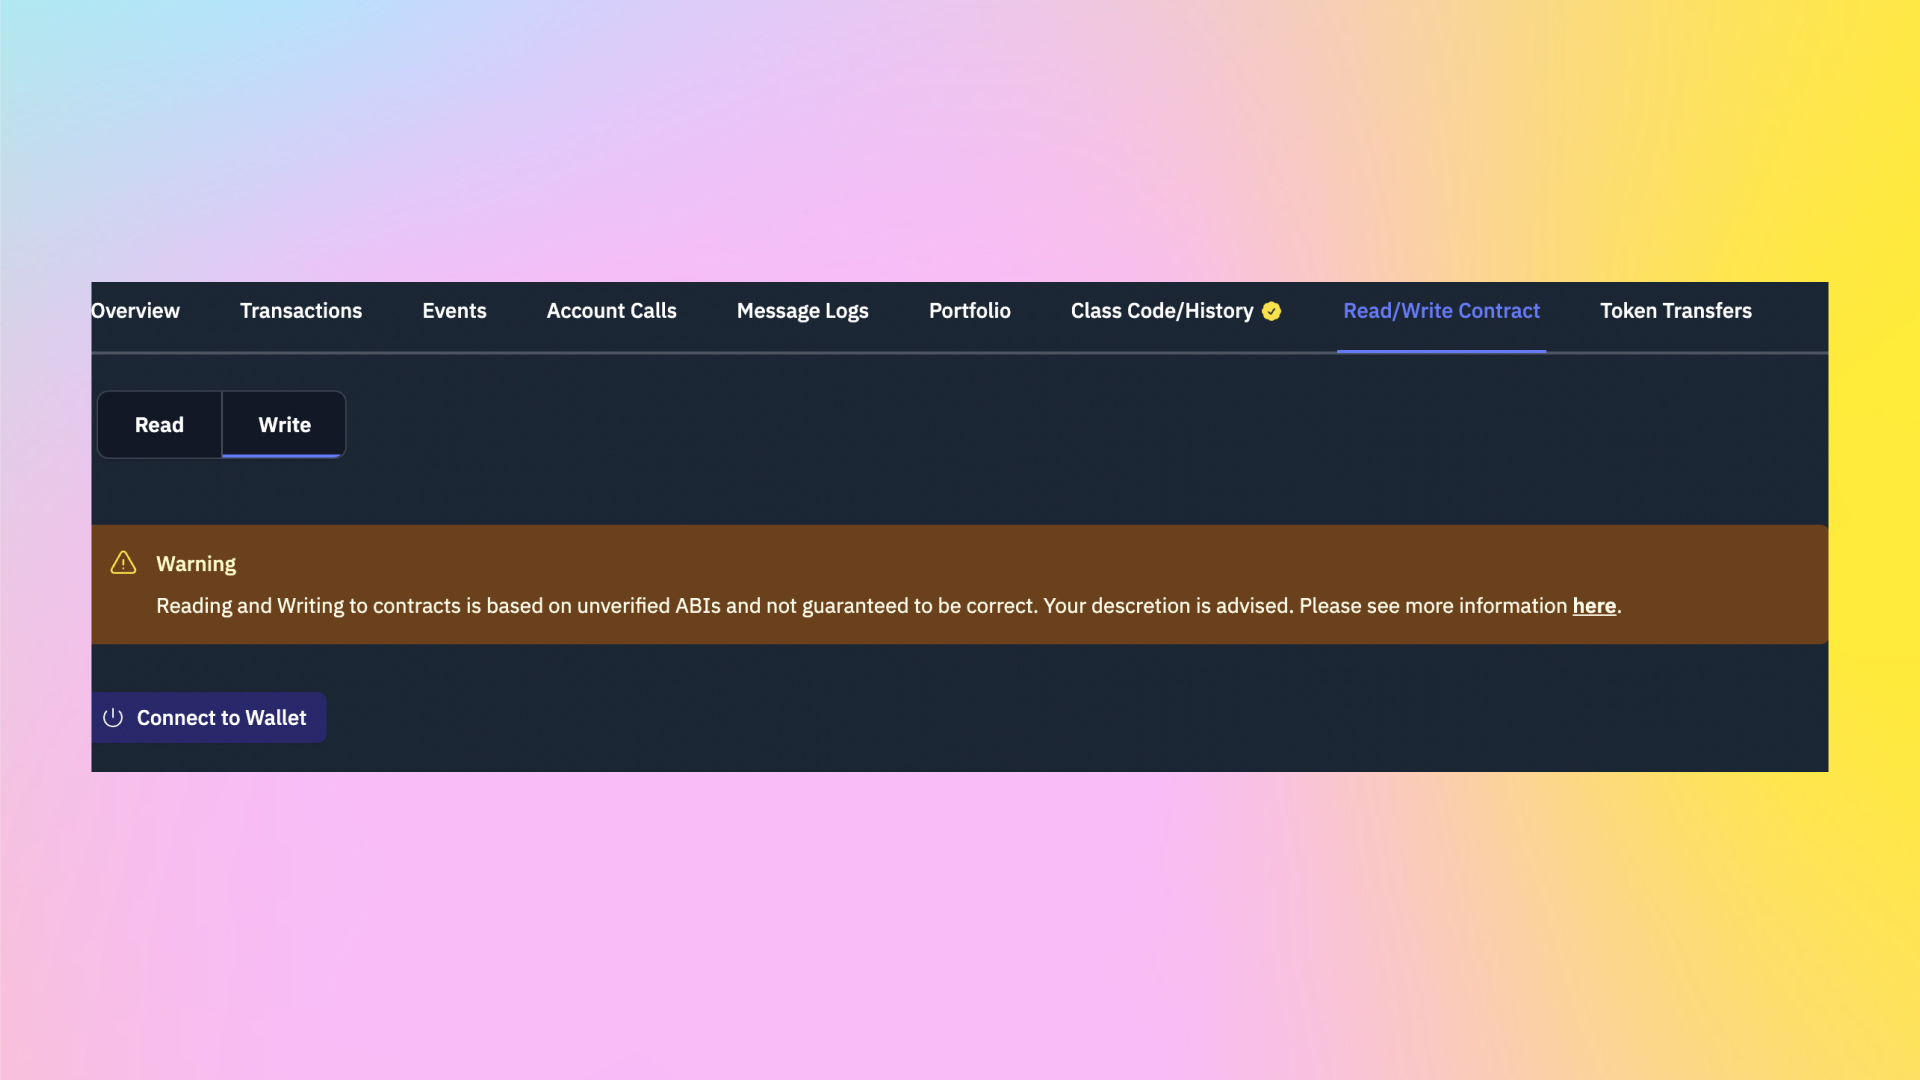 Overview Transactions Events Account Calls Message Logs Portfolio Class Code/History Read/Write Contract Token Transfers
Read Write
Warning
Reading and Writing to contracts is based on unverified ABIs and not guaranteed to be correct. Your descretion is advised. Please see more information here.
Connect to Wallet